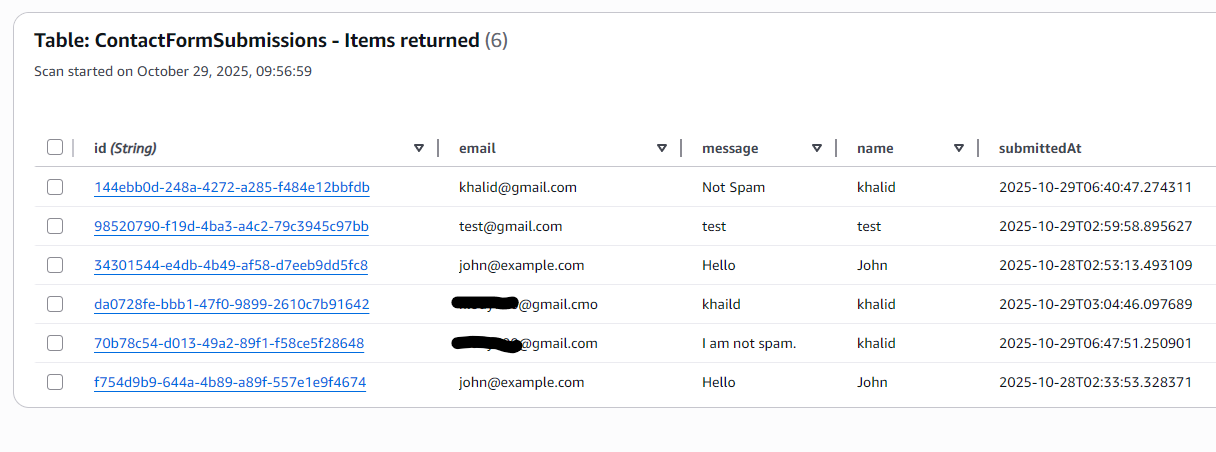 Table: ContactFormSubmissions - Items returned (6)
Scan started on October 29, 2025, 09:56:59
id (String) email message name submittedAt
144ebb0d-248a-4272-a285-f484e12bbfdb khalid@gmail.com Not Spam khalid 2025-10-29T06:40:47.274311
98520790-f19d-4ba3-a4c2-79c3945c97bb test@gmail.com test test 2025-10-29T02:59:58.895627
34301544-e4db-4b49-af58-d7eeb9dd5fc8 john@example.com Hello John 2025-10-28T02:53:13.493109
da0728fe-bbb1-47f0-9899-2610c7b91642 @gmail.cmo khaild khalid 2025-10-29T03:04:46.097689
70b78c54-d013-49a2-89f1-f58ce5f28648 @gmail.com I am not spam. khalid 2025-10-29T06:47:51.250901
f754d9b9-644a-4b89-a89f-557e1e9f4674 john@example.com Hello John 2025-10-28T02:33:53.328371